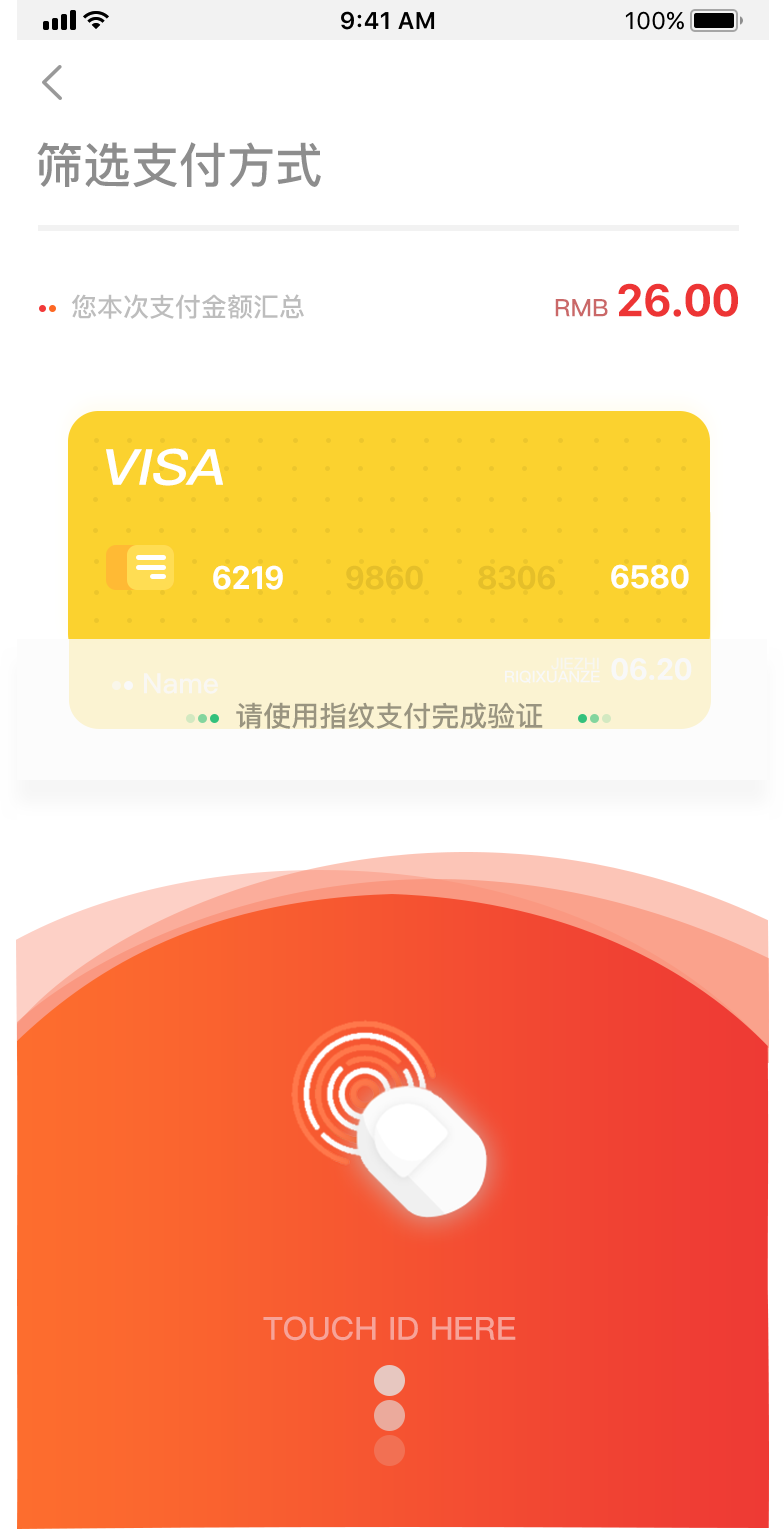 9:41 AM 100%
筛选支付方式
您本次支付金额汇总 RMB 26.00
VISA
6219 9860 8306 6580
RIQIXUANZE 06.20
Name
请使用指纹支付完成验证
TOUCH ID HERE